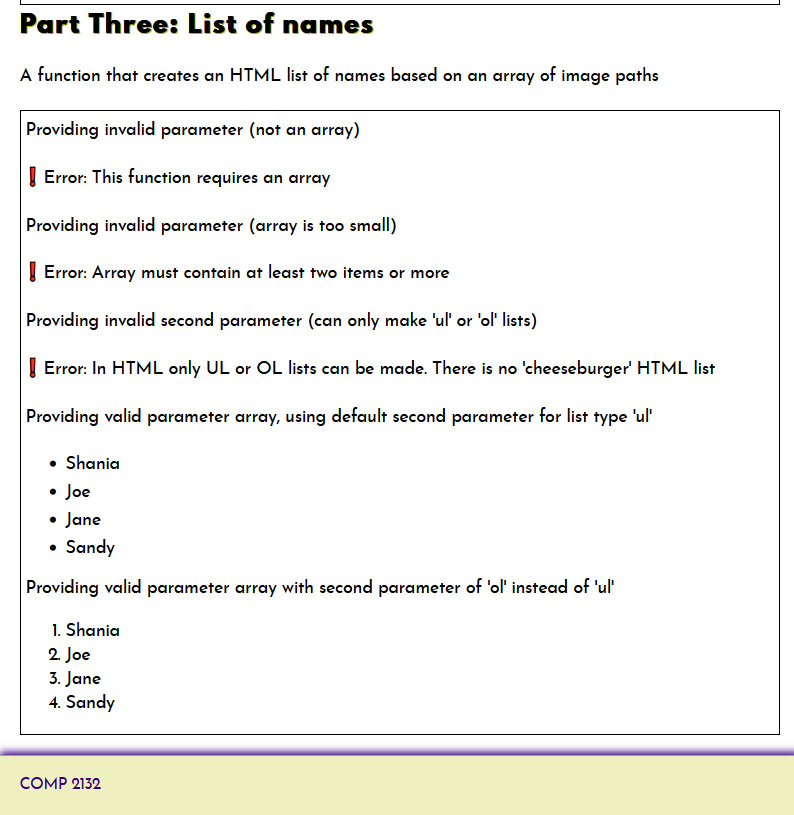 Part Three: List of names
A function that creates an HTML list of names based on an array of image paths
Providing invalid parameter (not an array)
❗ Error: This function requires an array
Providing invalid parameter (array is too small)
❗ Error: Array must contain at least two items or more
Providing invalid second parameter (can only make 'ul' or 'ol' lists)
❗ Error: In HTML only UL or OL lists can be made. There is no 'cheeseburger' HTML list
Providing valid parameter array, using default second parameter for list type 'ul'
• Shania
• Joe
• Jane
• Sandy
Providing valid parameter array with second parameter of 'ol' instead of 'ul'
1. Shania
2. Joe
3. Jane
4. Sandy
COMP 2132